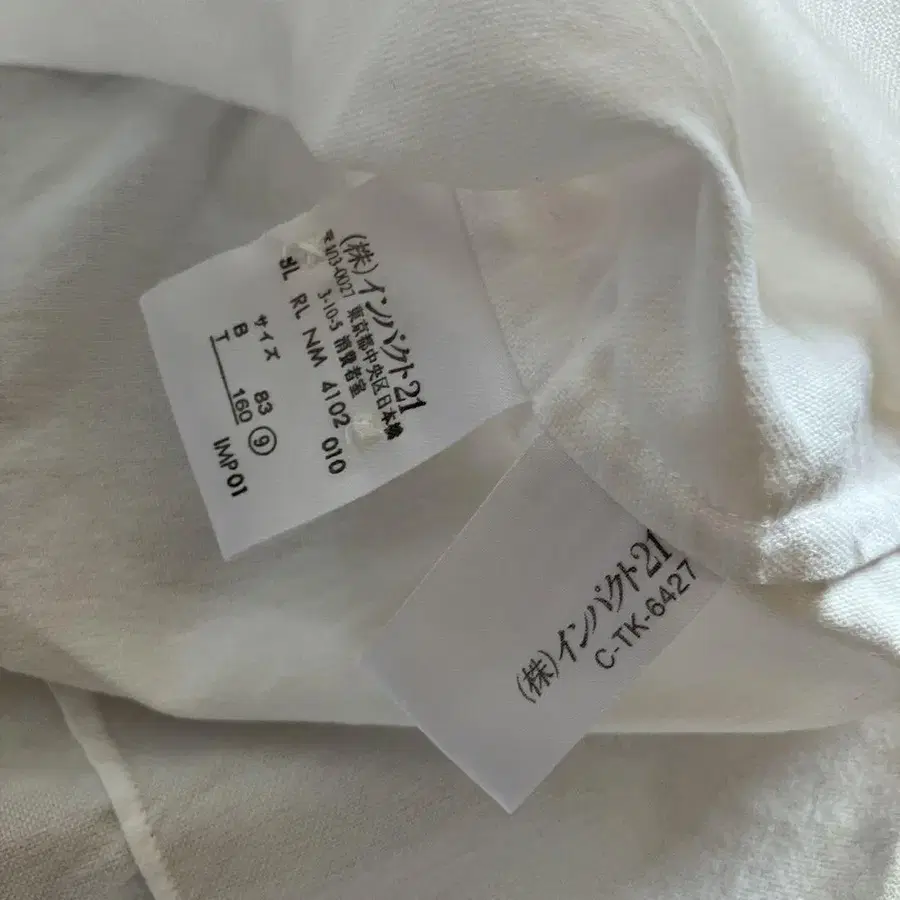 (株)インパクト21
〒103-0027 東京都中央区日本橋
3-10-5 消費者室
RL NM 4102 010
サイズ
B 83
T 160 ⑨
IMP01
(株)インパクト21
C-TK-6427